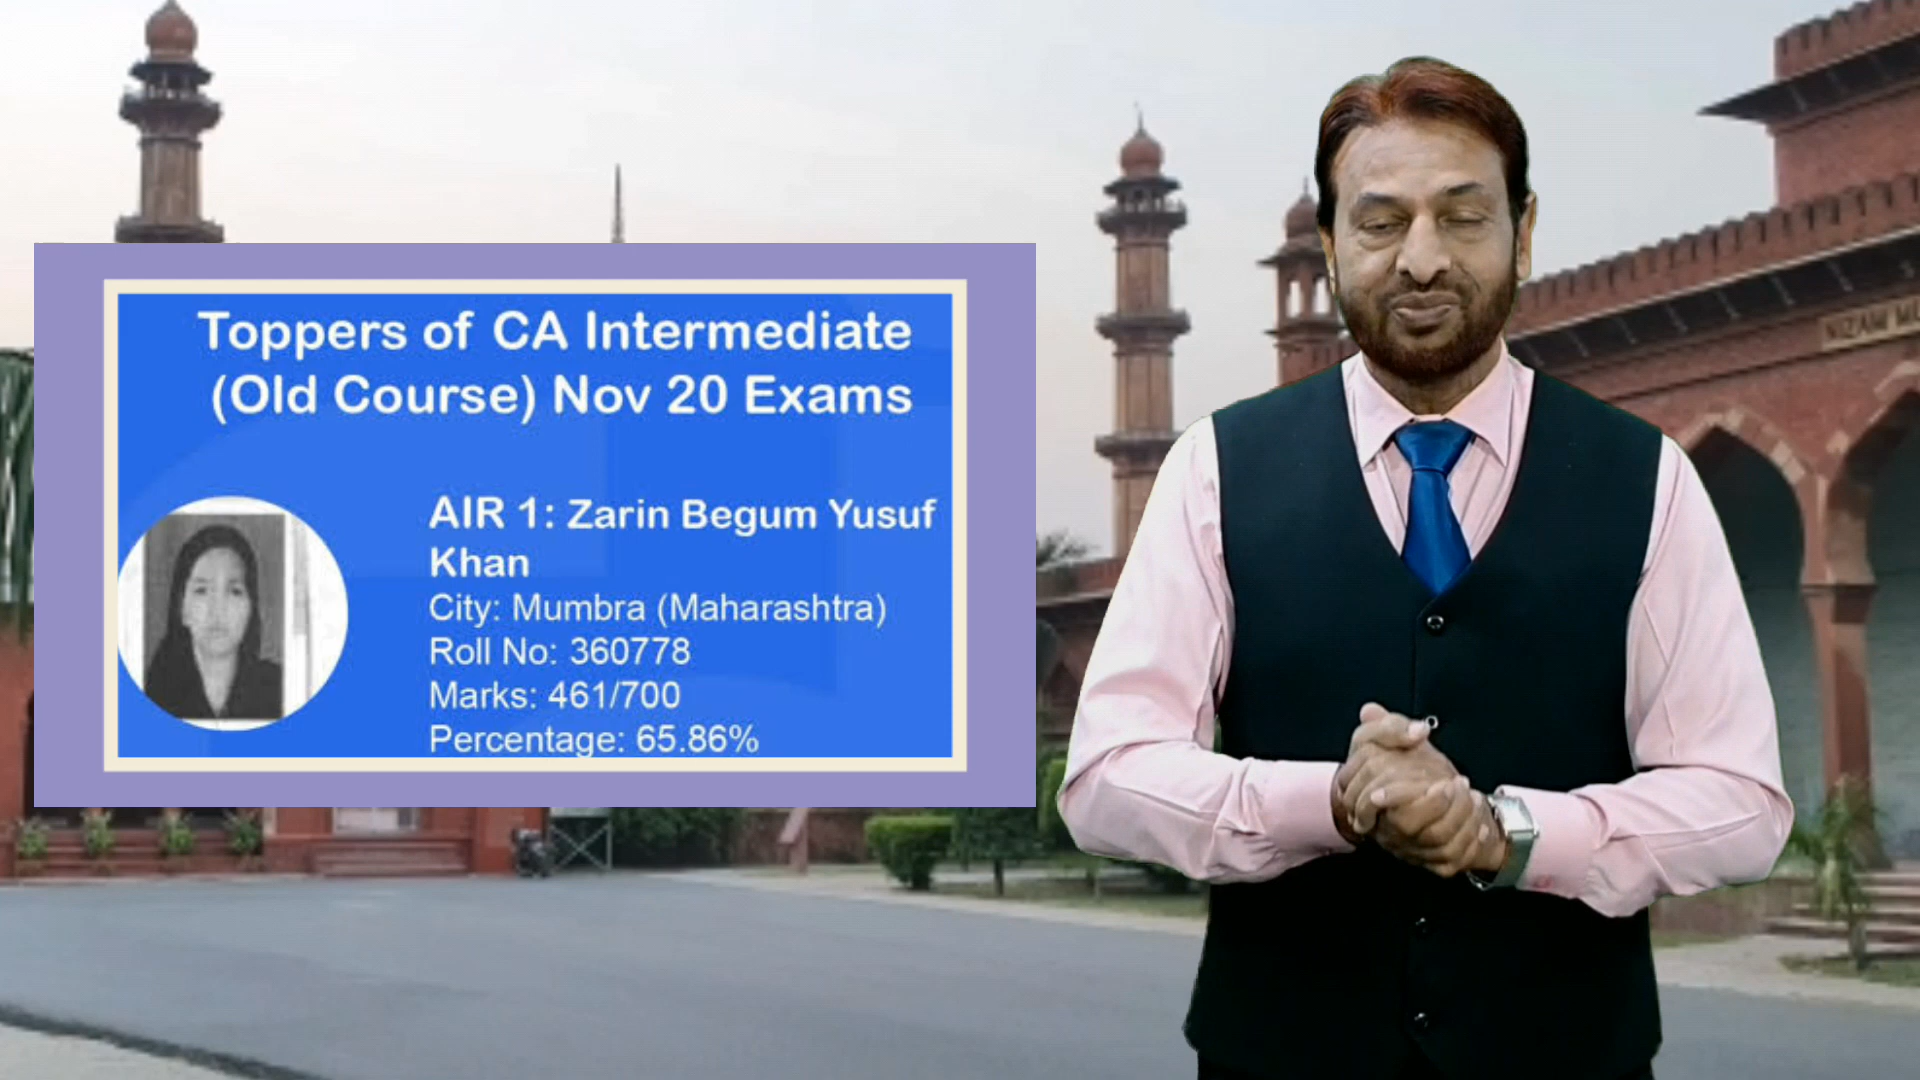 Toppers of CA Intermediate
(Old Course) Nov 20 Exams
AIR 1: Zarin Begum Yusuf
Khan
City: Mumbra (Maharashtra)
Roll No: 360778
Marks: 461/700
Percentage: 65.86%
NIZAMI